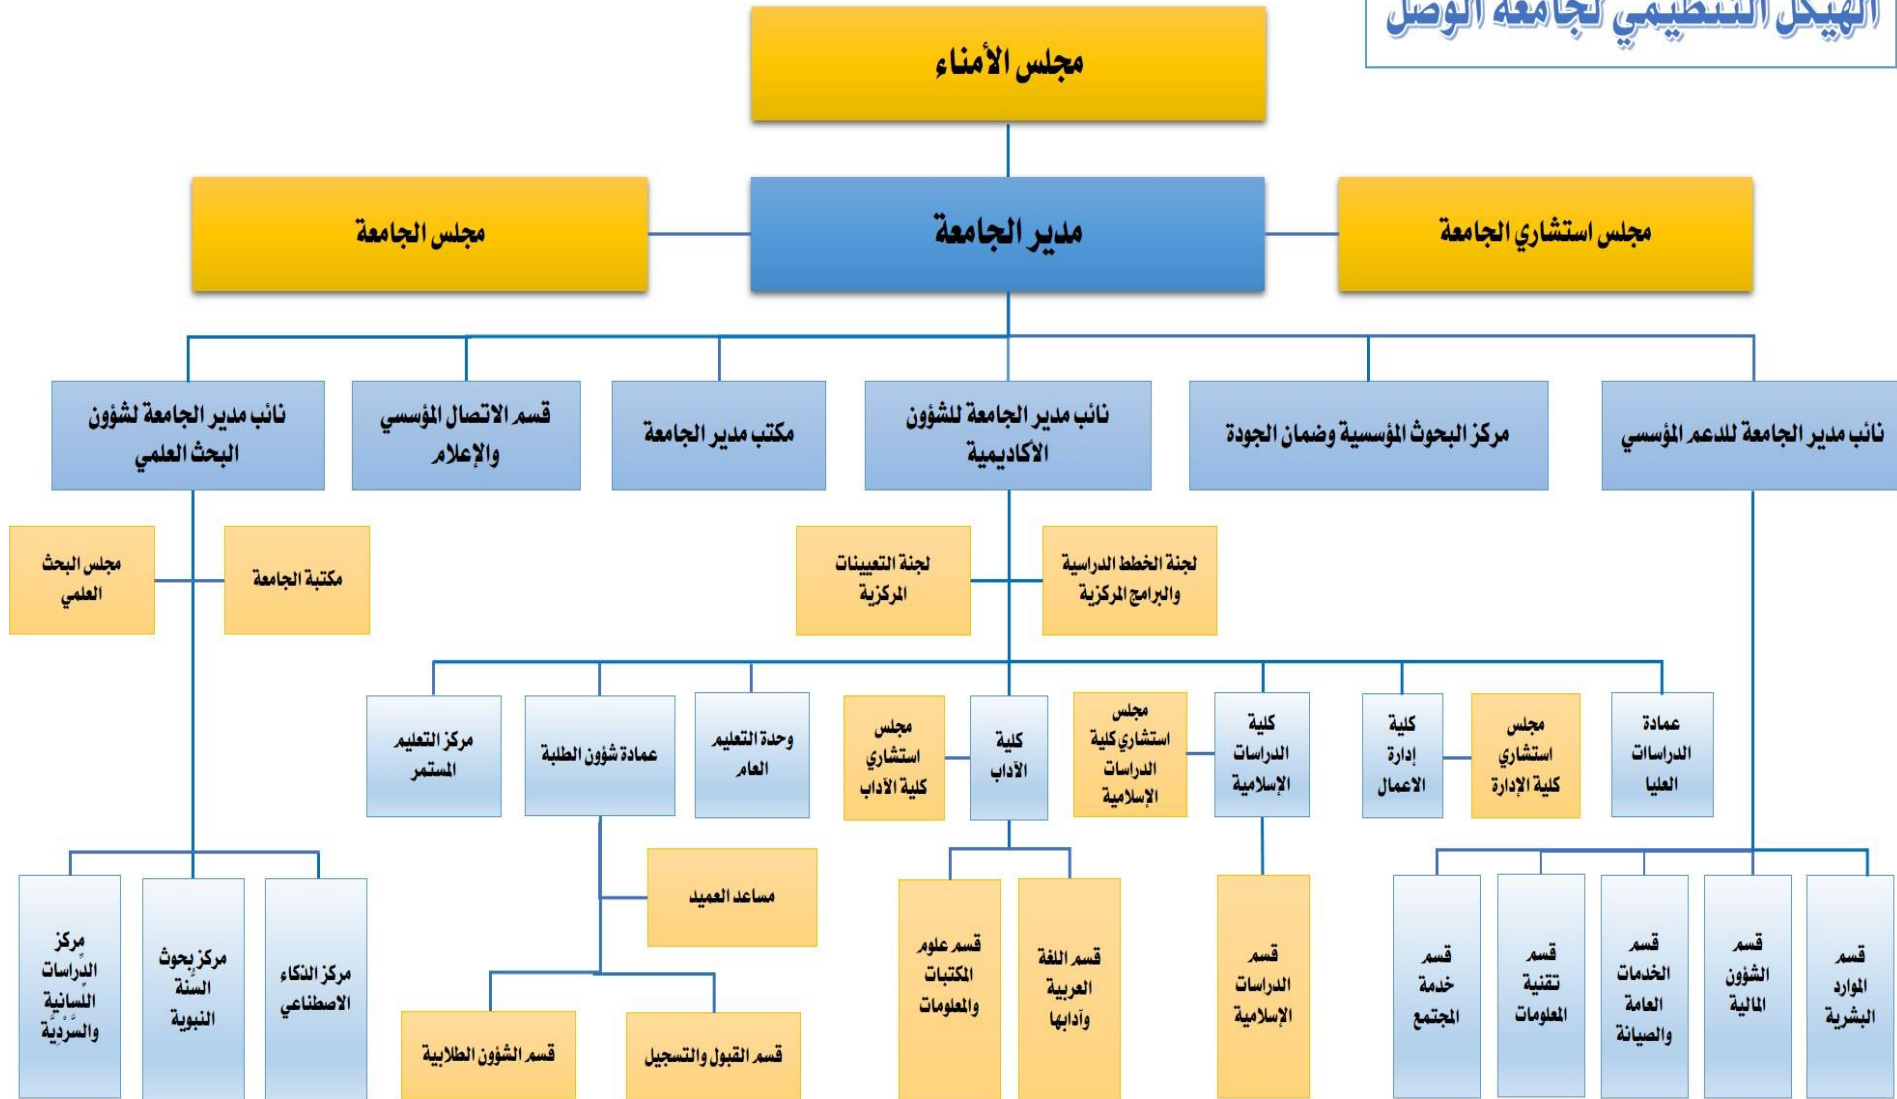 الهيكل التنظيمي لجامعة الوصل
مجلس الأمناء
مجلس استشاري الجامعة
مدير الجامعة
مجلس الجامعة
نائب مدير الجامعة للدعم المؤسسي
مركز البحوث المؤسسية وضمان الجودة
نائب مدير الجامعة للشؤون
الأكاديمية
مكتب مدير الجامعة
قسم الاتصال المؤسسي
والإعلام
نائب مدير الجامعة لشؤون
البحث العلمي
لجنة الخطط الدراسية
والبرامج المركزية
لجنة التعيينات
المركزية
مكتبة الجامعة
مجلس البحث
العلمي
عمادة
الدراسات
العليا
مجلس
استشاري
كلية الإدارة
كلية
إدارة
الاعمال
كلية
الدراسات
الإسلامية
مجلس
استشاري كلية
الدراسات
الإسلامية
كلية
الآداب
مجلس
استشاري
كلية الآداب
وحدة التعليم
العام
عمادة شؤون الطلبة
مركز التعليم
المستمر
قسم
الموارد
البشرية
قسم
الشؤون
المالية
قسم
الخدمات
العامة
والصيانة
قسم
تقنية
المعلومات
قسم
خدمة
المجتمع
قسم
الدراسات
الإسلامية
قسم اللغة
العربية
وآدابها
قسم علوم
المكتبات
والمعلومات
مساعد العميد
قسم القبول والتسجيل
قسم الشؤون الطلابية
مركز الذكاء
الاصطناعي
مركز بحوث
السنَّة
النبوية
مركز
الدِّراسات
اللسانية
والسَّرْدِيَّة